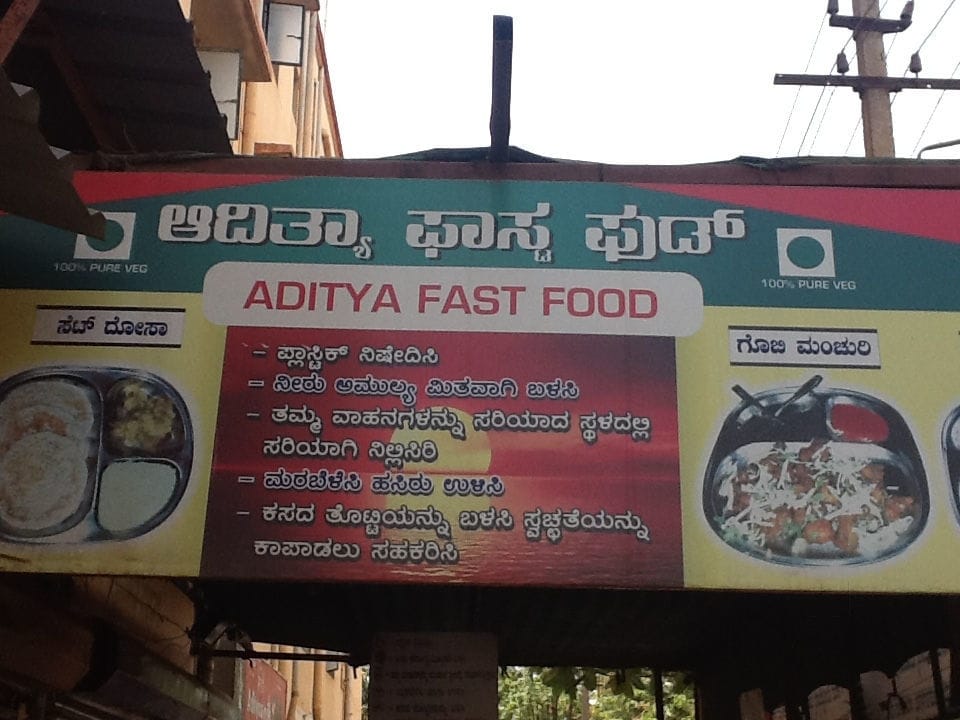 ಆದಿತ್ಯಾ ಫಾಸ್ಟ ಫುಡ್
100% PURE VEG
100% PURE VEG
ADITYA FAST FOOD
ಸೆಟ್ ದೋಸಾ
ಗೊಬಿ ಮಂಚುರಿ
– ಪ್ಲಾಸ್ಟಿಕ್ ನಿಷೇದಿಸಿ
– ನೀರು ಅಮುಲ್ಯ ಮಿತವಾಗಿ ಬಳಸಿ
– ತಮ್ಮ ವಾಹನಗಳನ್ನು ಸರಿಯಾದ ಸ್ಥಳದಲ್ಲಿ
ಸರಿಯಾಗಿ ನಿಲ್ಲಿಸಿರಿ
– ಮರಬೆಳೆಸಿ ಹಸಿರು ಉಳಿಸಿ
– ಕಸದ ತೊಟ್ಟಿಯನ್ನು ಬಳಸಿ ಸ್ವಚ್ಛತೆಯನ್ನು
ಕಾಪಾಡಲು ಸಹಕರಿಸಿ